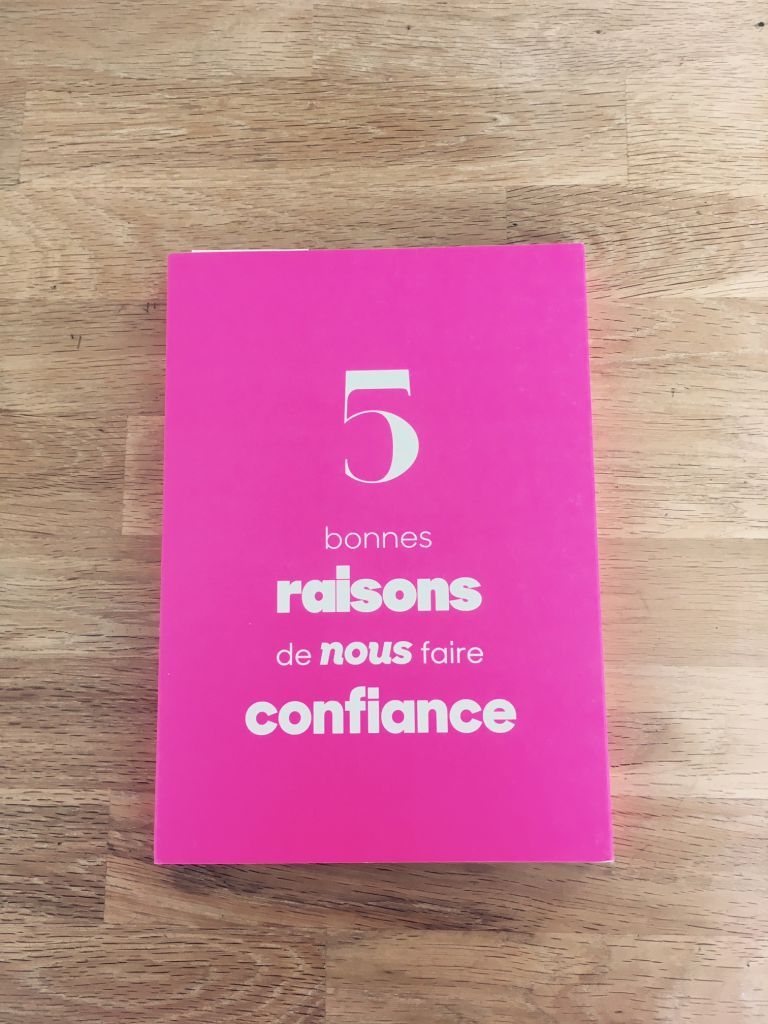 5
bonnes
raisons
de nous faire
confiance